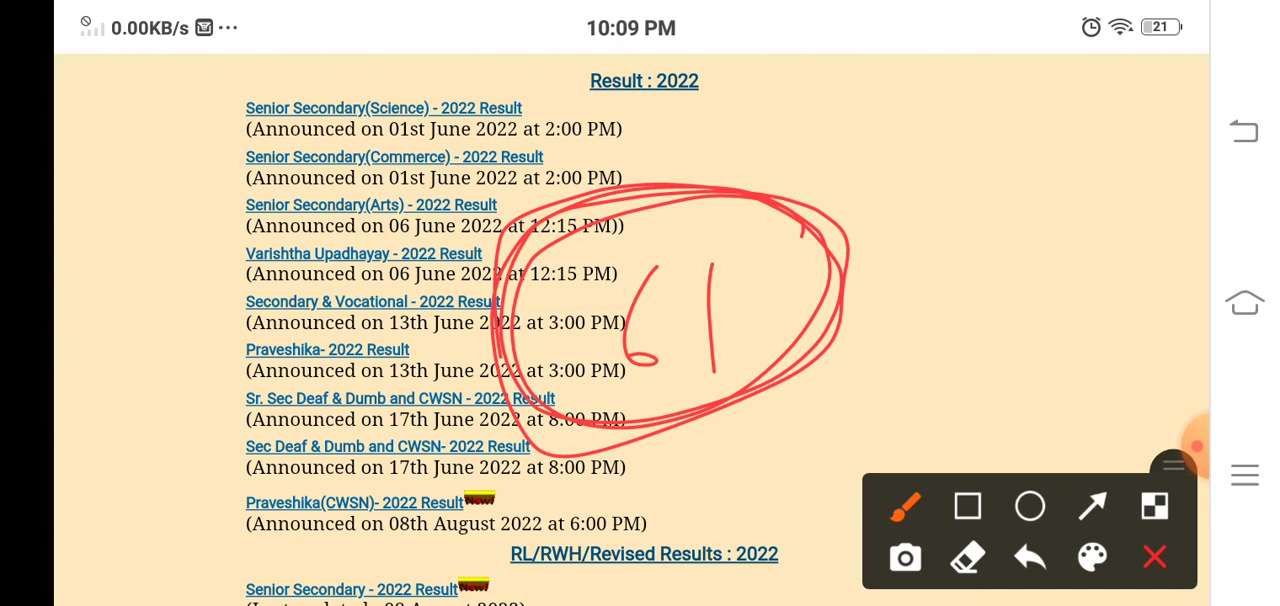 0.00KB/s ... 10:09 PM 21
Result : 2022
Senior Secondary(Science) - 2022 Result
(Announced on 01st June 2022 at 2:00 PM)
Senior Secondary(Commerce) - 2022 Result
(Announced on 01st June 2022 at 2:00 PM)
Senior Secondary(Arts) - 2022 Result
(Announced on 06 June 2022 at 12:15 PM))
Varishtha Upadhayay - 2022 Result
(Announced on 06 June 2022 at 12:15 PM)
Secondary & Vocational - 2022 Result
(Announced on 13th June 2022 at 3:00 PM)
61
Praveshika- 2022 Result
(Announced on 13th June 2022 at 3:00 PM)
Sr. Sec Deaf & Dumb and CWSN - 2022 Result
(Announced on 17th June 2022 at 8:00 PM)
Sec Deaf & Dumb and CWSN- 2022 Result
(Announced on 17th June 2022 at 8:00 PM)
Praveshika(CWSN)- 2022 Result
(Announced on 08th August 2022 at 6:00 PM)
RL/RWH/Revised Results : 2022
Senior Secondary - 2022 Result